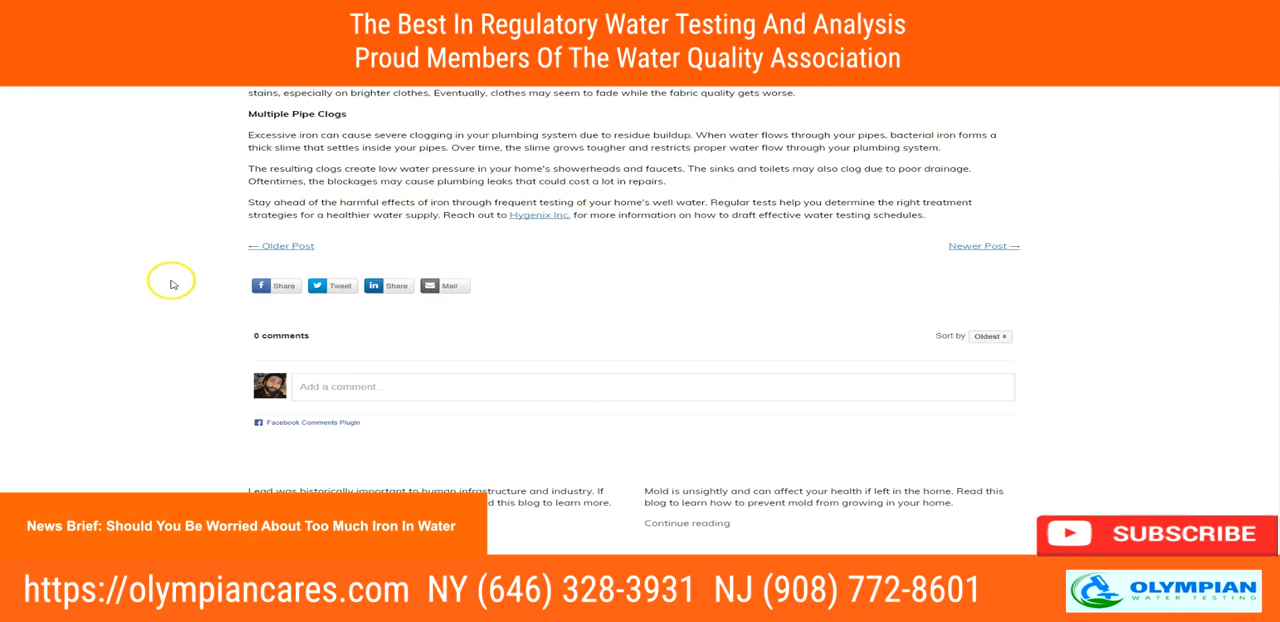 The Best In Regulatory Water Testing And Analysis
Proud Members Of The Water Quality Association
stains, especially on brighter clothes. Eventually, clothes may seem to fade while the fabric quality gets worse.
Multiple Pipe Clogs
Excessive iron can cause severe clogging in your plumbing system due to residue buildup. When water flows through your pipes, bacterial iron forms a
thick slime that settles inside your pipes. Over time, the slime grows tougher and restricts proper water flow through your plumbing system.
The resulting clogs create low water pressure in your home's showerheads and faucets. The sinks and toilets may also clog due to poor drainage.
Oftentimes, the blockages may cause plumbing leaks that could cost a lot in repairs.
Stay ahead of the harmful effects of iron through frequent testing of your home's well water. Regular tests help you determine the right treatment
strategies for a healthier water supply. Reach out to Hygenix Inc. for more information on how to draft effective water testing schedules.
← Older Post Newer Post →
Share Tweet Share Mail
0 comments Sort by Oldest
Add a comment...
Facebook Comments Plugin
Lead was historically important to human infrastructure and industry. If
d this blog to learn more.
Mold is unsightly and can affect your health if left in the home. Read this
blog to learn how to prevent mold from growing in your home.
Continue reading
News Brief: Should You Be Worried About Too Much Iron In Water
SUBSCRIBE
https://olympiancares.com NY (646) 328-3931 NJ (908) 772-8601
OLYMPIAN
WATER TESTING